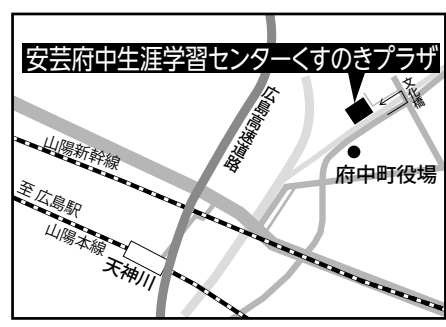 安芸府中生涯学習センターくすのきプラザ
文化橋
広島高速道路
府中町役場
山陽新幹線
至 広島駅
山陽本線
天神川